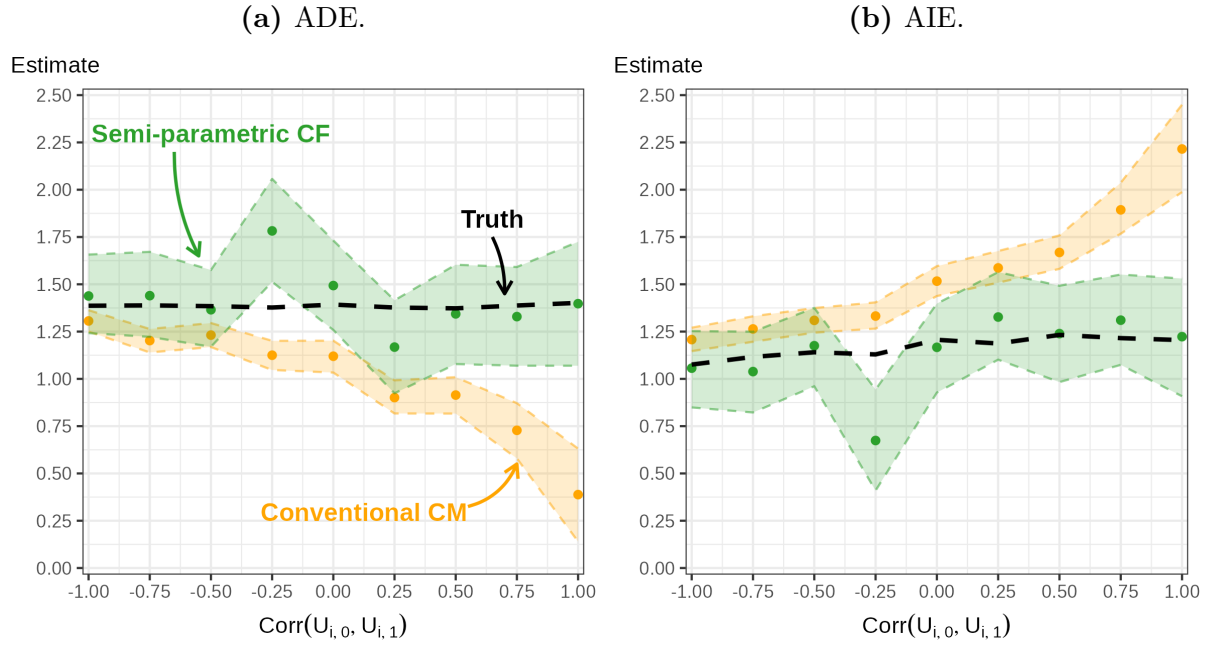 (a) ADE.
Estimate
2.50
2.25
2.00
1.75
1.50
1.25
1.00
0.75
0.50
0.25
0.00
Semi-parametric CF
Truth
Conventional CM
-1.00 -0.75 -0.50 -0.25 0.00 0.25 0.50 0.75 1.00
Corr(U_{i, 0}, U_{i, 1})
(b) AIE.
Estimate
2.50
2.25
2.00
1.75
1.50
1.25
1.00
0.75
0.50
0.25
0.00
-1.00 -0.75 -0.50 -0.25 0.00 0.25 0.50 0.75 1.00
Corr(U_{i, 0}, U_{i, 1})